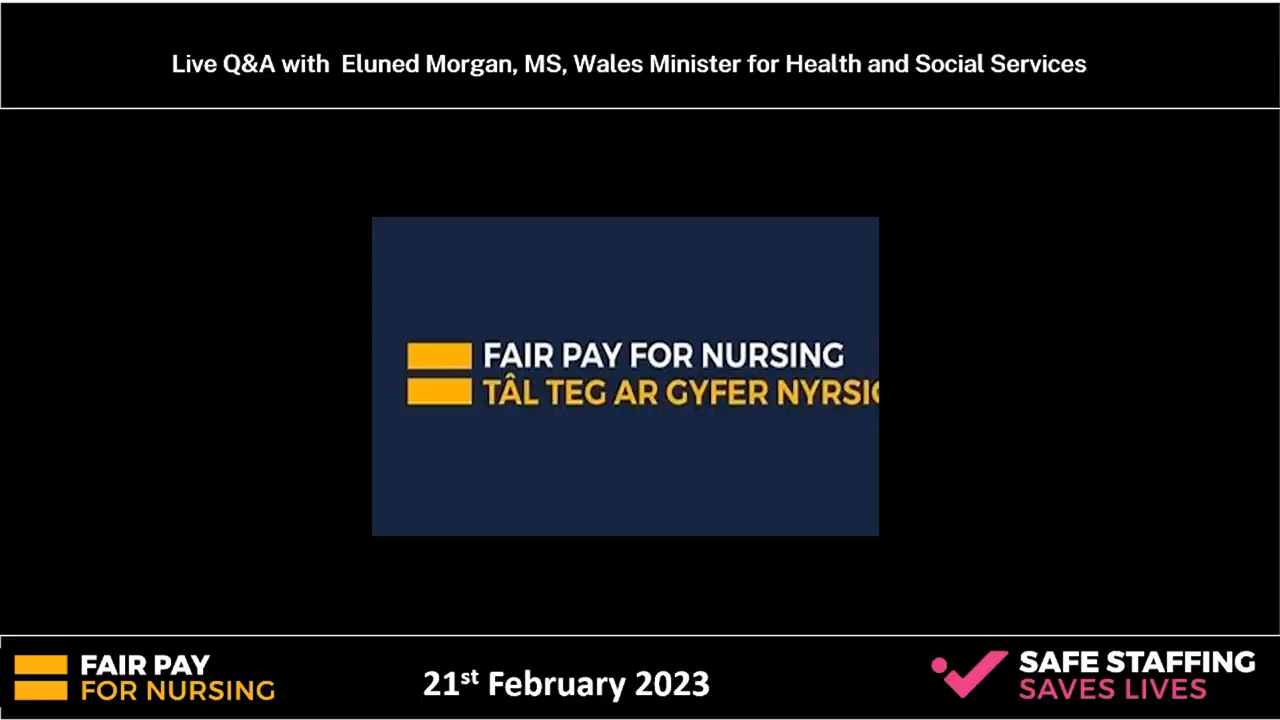 Live Q&A with Eluned Morgan, MS, Wales Minister for Health and Social Services
FAIR PAY FOR NURSING
TÂL TEG AR GYFER
FAIR PAY
FOR NURSING
21st February 2023
SAFE STAFFING
SAVES LIVES